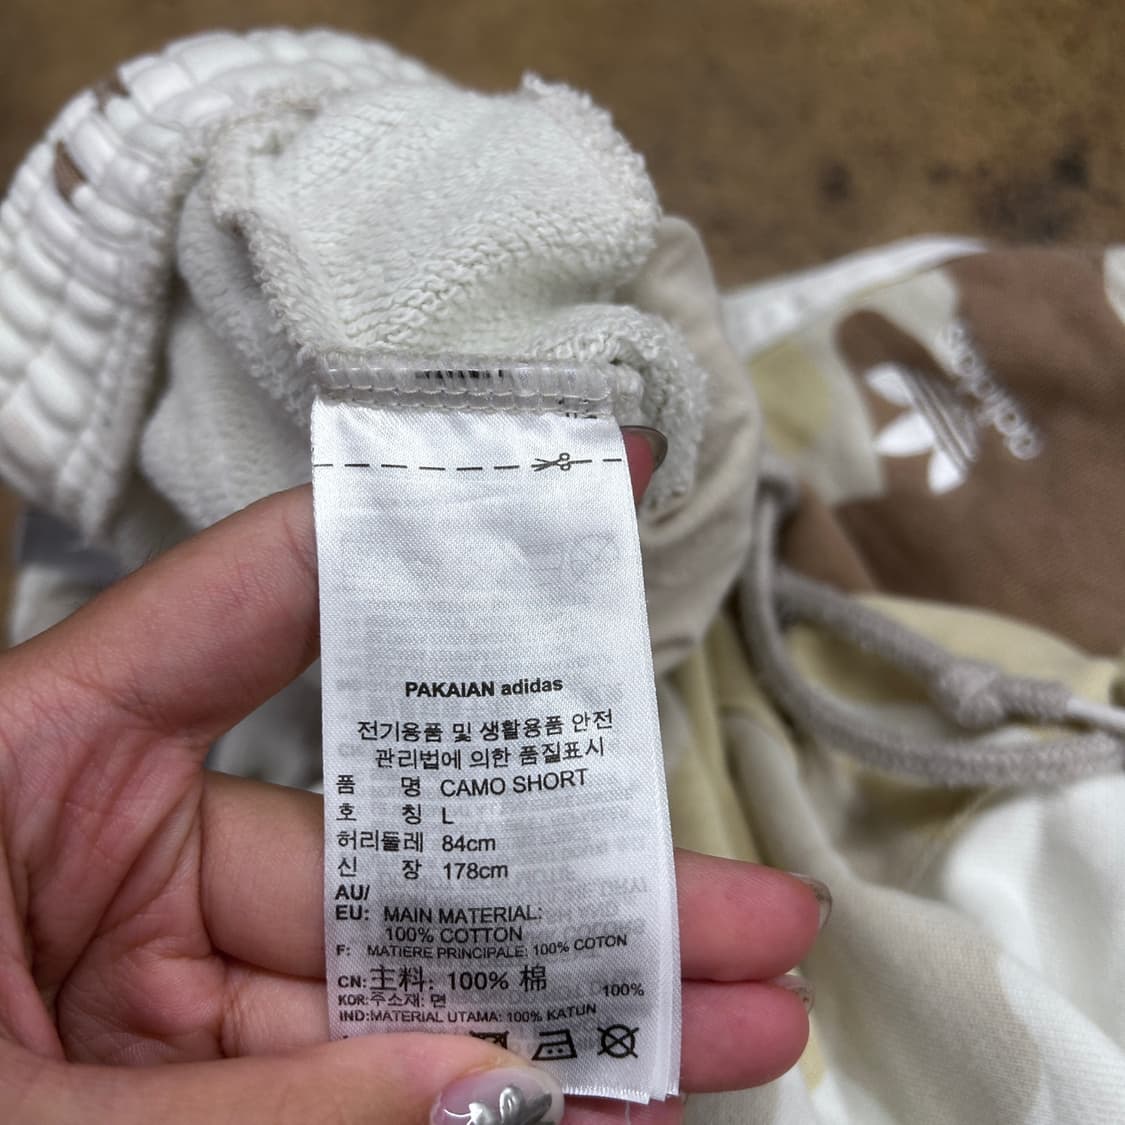 adidas
PAKAIAN adidas
전기용품 및 생활용품 안전
관리법에 의한 품질표시
품 명 CAMO SHORT
호 칭 L
허리둘레 84cm
신 장 178cm
AU/
EU: MAIN MATERIAL:
100% COTTON
F: MATIERE PRINCIPALE: 100% COTON
CN: 主料: 100% 棉
KOR:주소재: 면 100%
IND:MATERIAL UTAMA: 100% KATUN